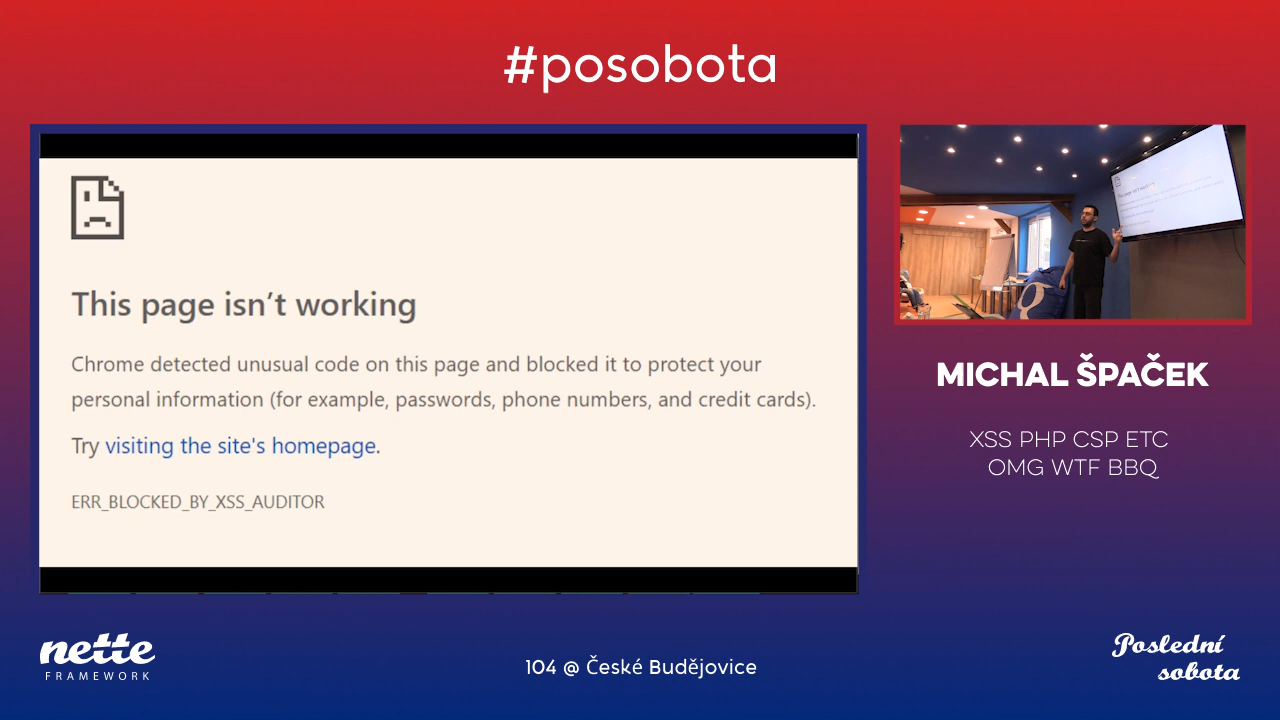 #posobota
This page isn't working
Chrome detected unusual code on this page and blocked it to protect your
personal information (for example, passwords, phone numbers, and credit cards).
Try visiting the site's homepage.
ERR_BLOCKED_BY_XSS_AUDITOR
MICHAL ŠPAČEK
XSS PHP CSP ETC
OMG WTF BBQ
nette
FRAMEWORK
104 @ České Budějovice
Poslední
sobota